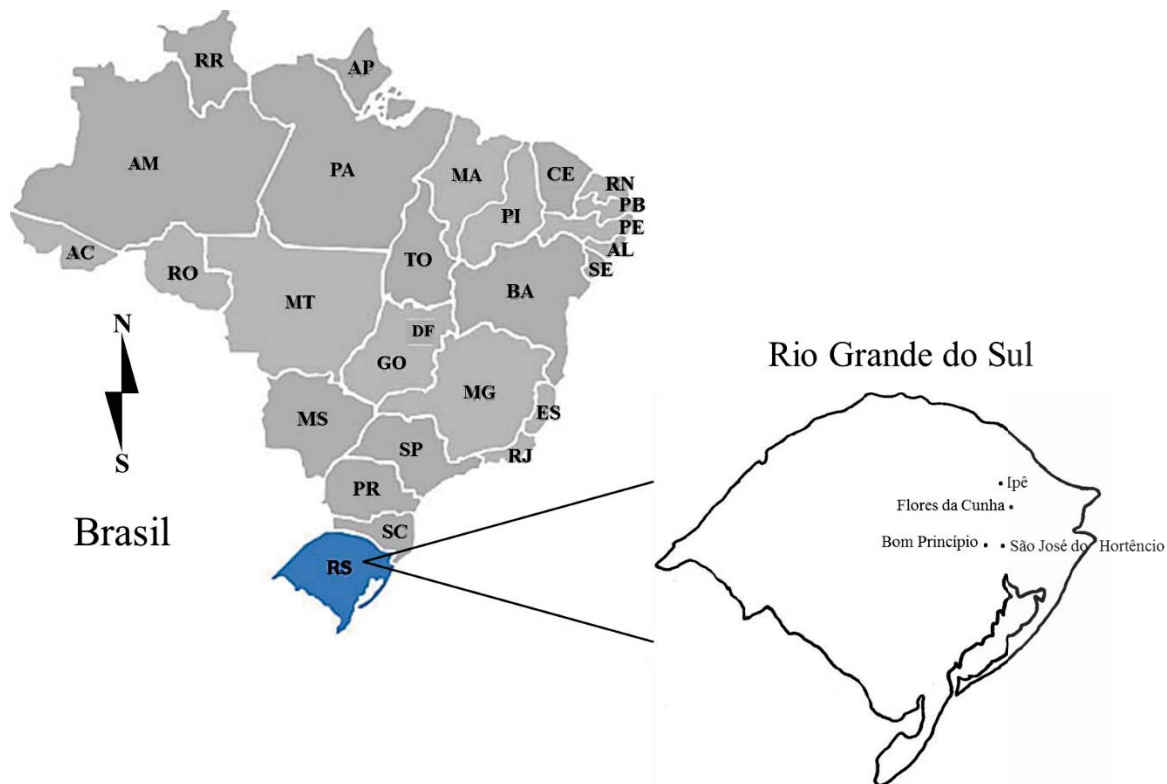 RR
AP
AM
PA
MA
CE
RN
PI
PB
PE
AC
RO
TO
AL
SE
MT
BA
N
DF
GO
MG
MS
ES
S
SP
RJ
PR
Brasil
SC
RS
Rio Grande do Sul
Ipê
Flores da Cunha
Bom Princípio
São José do Hortêncio